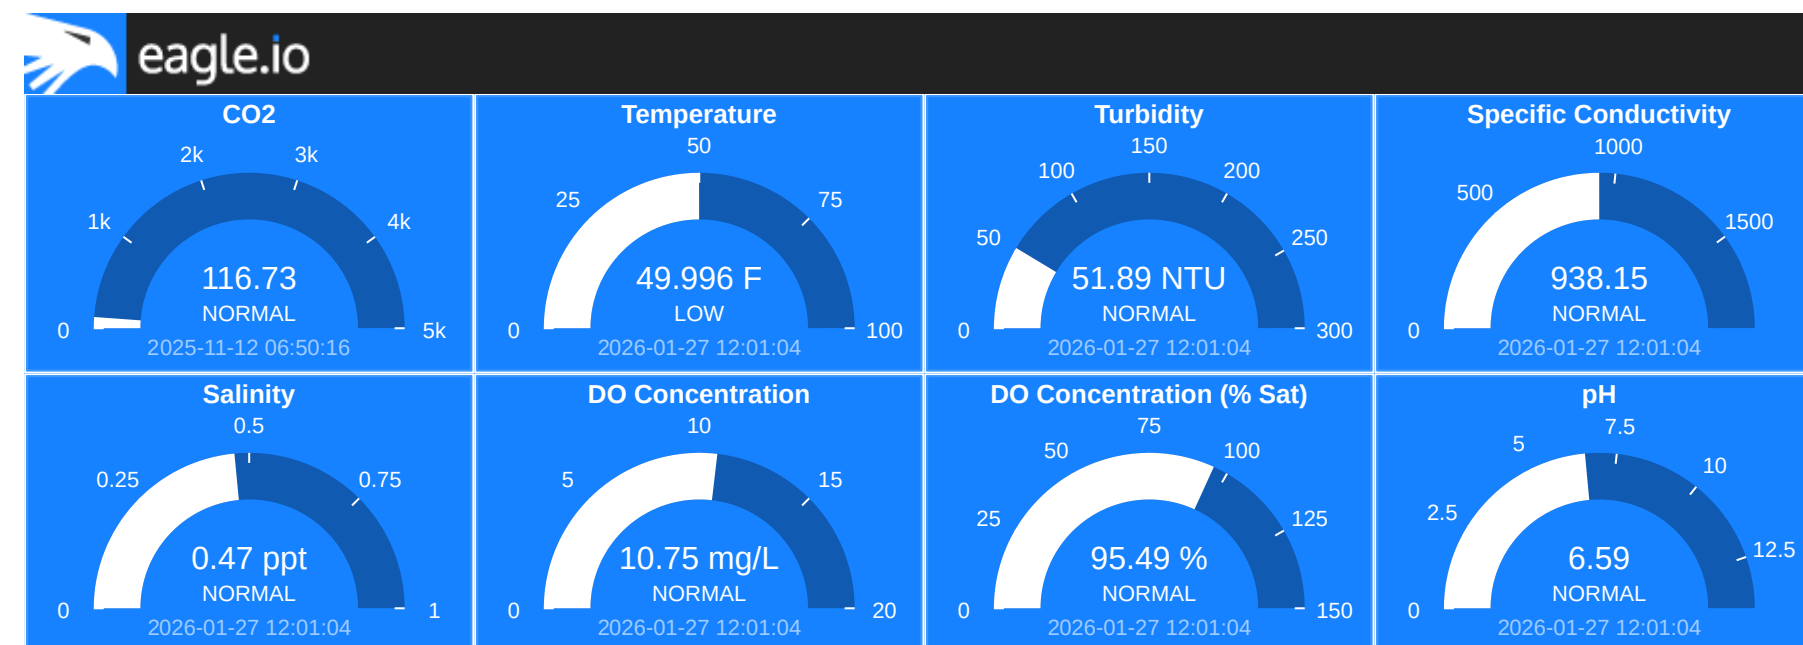 eagle.io
CO2
0
1k
2k
3k
4k
5k
116.73
NORMAL
2025-11-12 06:50:16
Temperature
0
25
50
75
100
49.996 F
LOW
2026-01-27 12:01:04
Turbidity
0
50
100
150
200
250
300
51.89 NTU
NORMAL
2026-01-27 12:01:04
Specific Conductivity
0
500
1000
1500
938.15
NORMAL
2026-01-27 12:01:04
Salinity
0
0.25
0.5
0.75
1
0.47 ppt
NORMAL
2026-01-27 12:01:04
DO Concentration
0
5
10
15
20
10.75 mg/L
NORMAL
2026-01-27 12:01:04
DO Concentration (% Sat)
0
25
50
75
100
125
150
95.49 %
NORMAL
2026-01-27 12:01:04
pH
0
2.5
5
7.5
10
12.5
6.59
NORMAL
2026-01-27 12:01:04